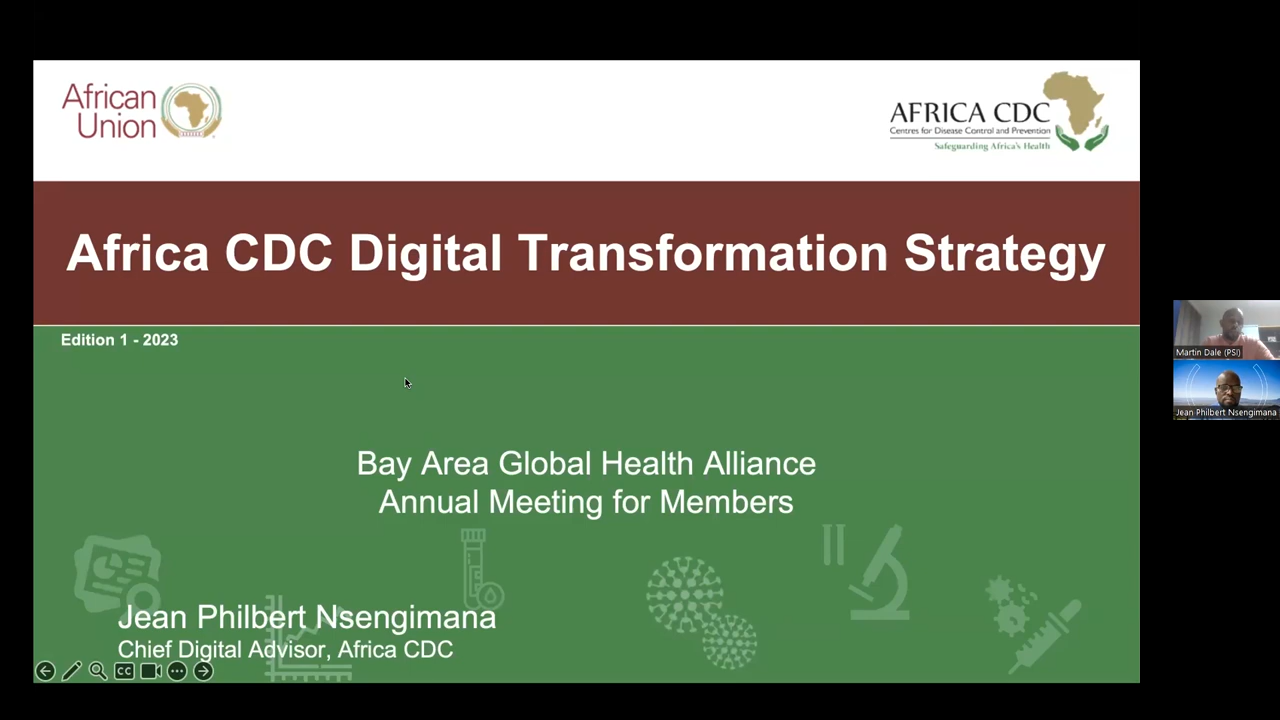 African
Union
AFRICA CDC
Centres for Disease Control and Prevention
Safeguarding Africa's Health
Africa CDC Digital Transformation Strategy
Edition 1 - 2023
Bay Area Global Health Alliance
Annual Meeting for Members
Jean Philbert Nsengimana
Chief Digital Advisor, Africa CDC
CC
Martin Dale (PSI)
Jean Philbert Nsengimana